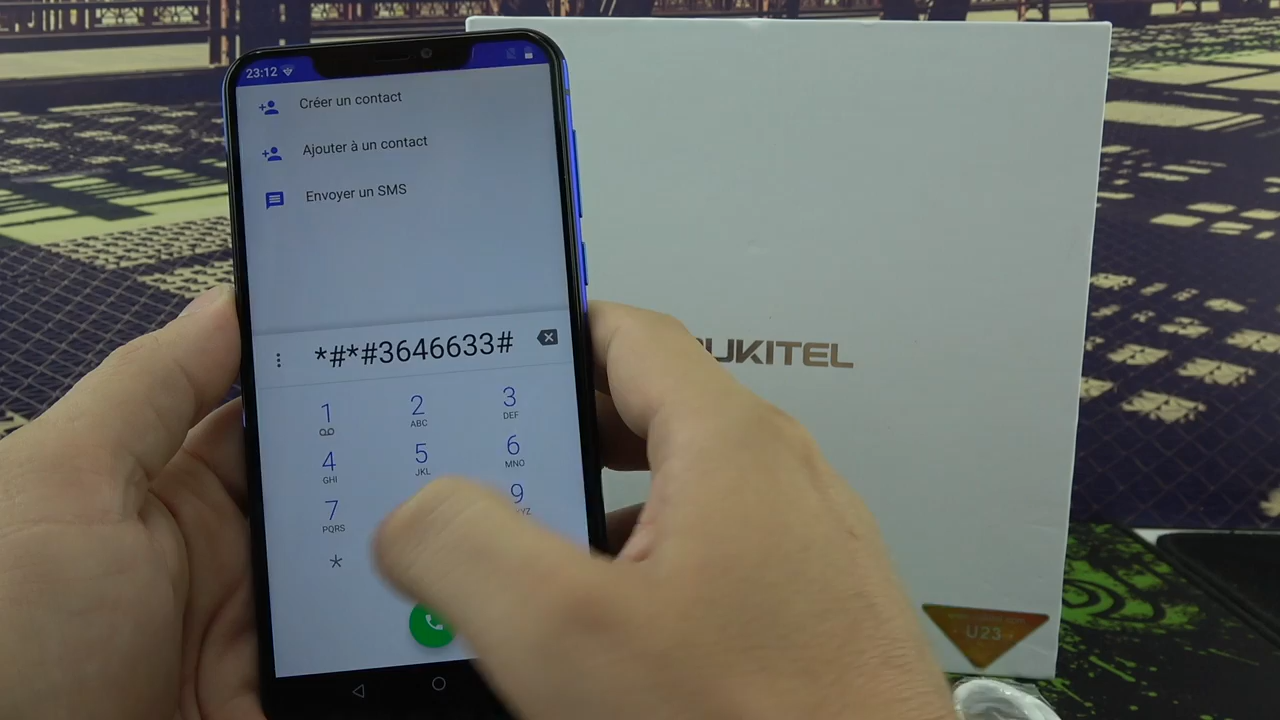 23:12
Créer un contact
Ajouter à un contact
Envoyer un SMS
*#*#3646633#
1
2
ABC
3
DEF
4
GHI
5
JKL
6
MNO
7
PQRS
9
*
UKITEL
U23